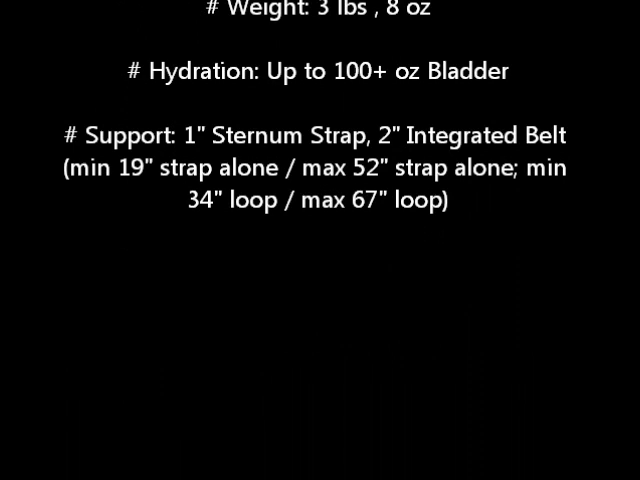 # Weight: 3 lbs , 8 oz
# Hydration: Up to 100+ oz Bladder
# Support: 1" Sternum Strap, 2" Integrated Belt
(min 19" strap alone / max 52" strap alone; min
34" loop / max 67" loop)